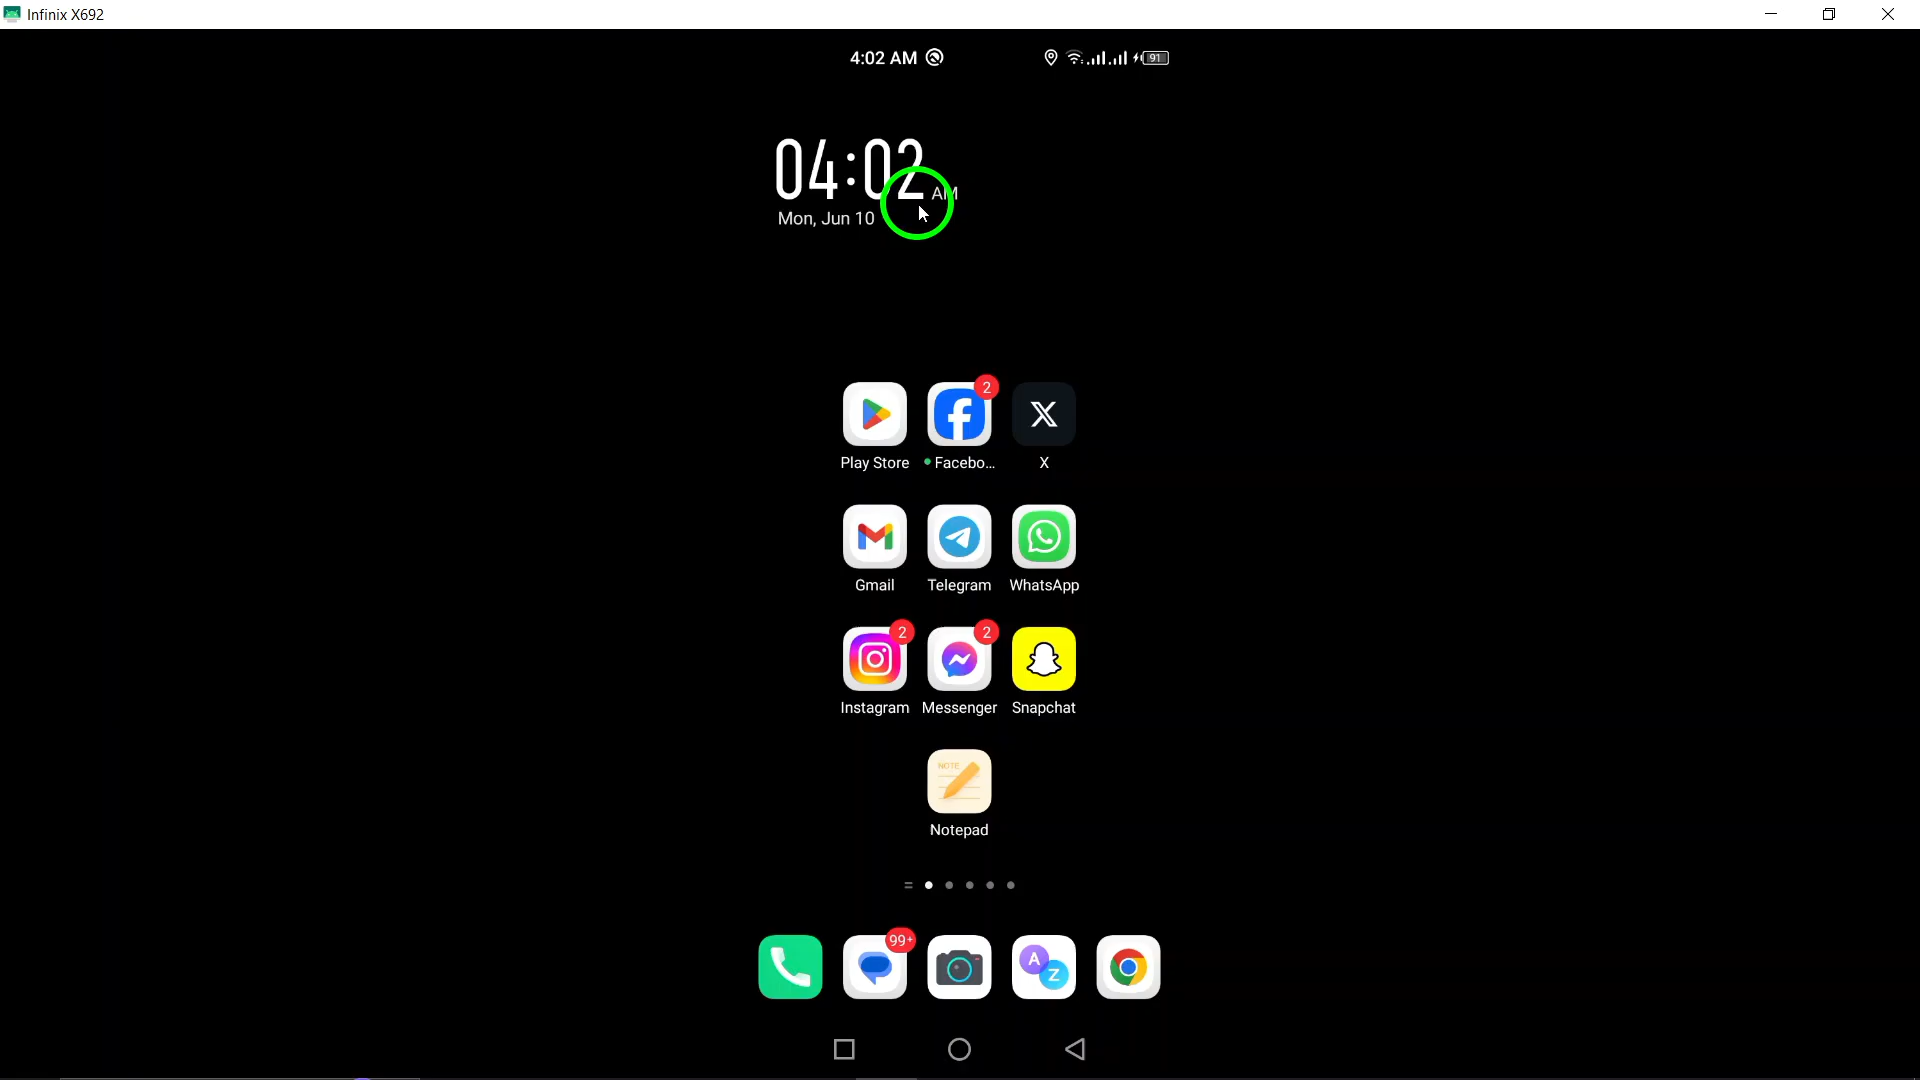 Infinix X692
4:02 AM
91
04:02 AM
Mon, Jun 10
2
Play Store
Facebo...
X
Gmail
Telegram
WhatsApp
2
2
Instagram
Messenger
Snapchat
NOTE
Notepad
99+
A
Z